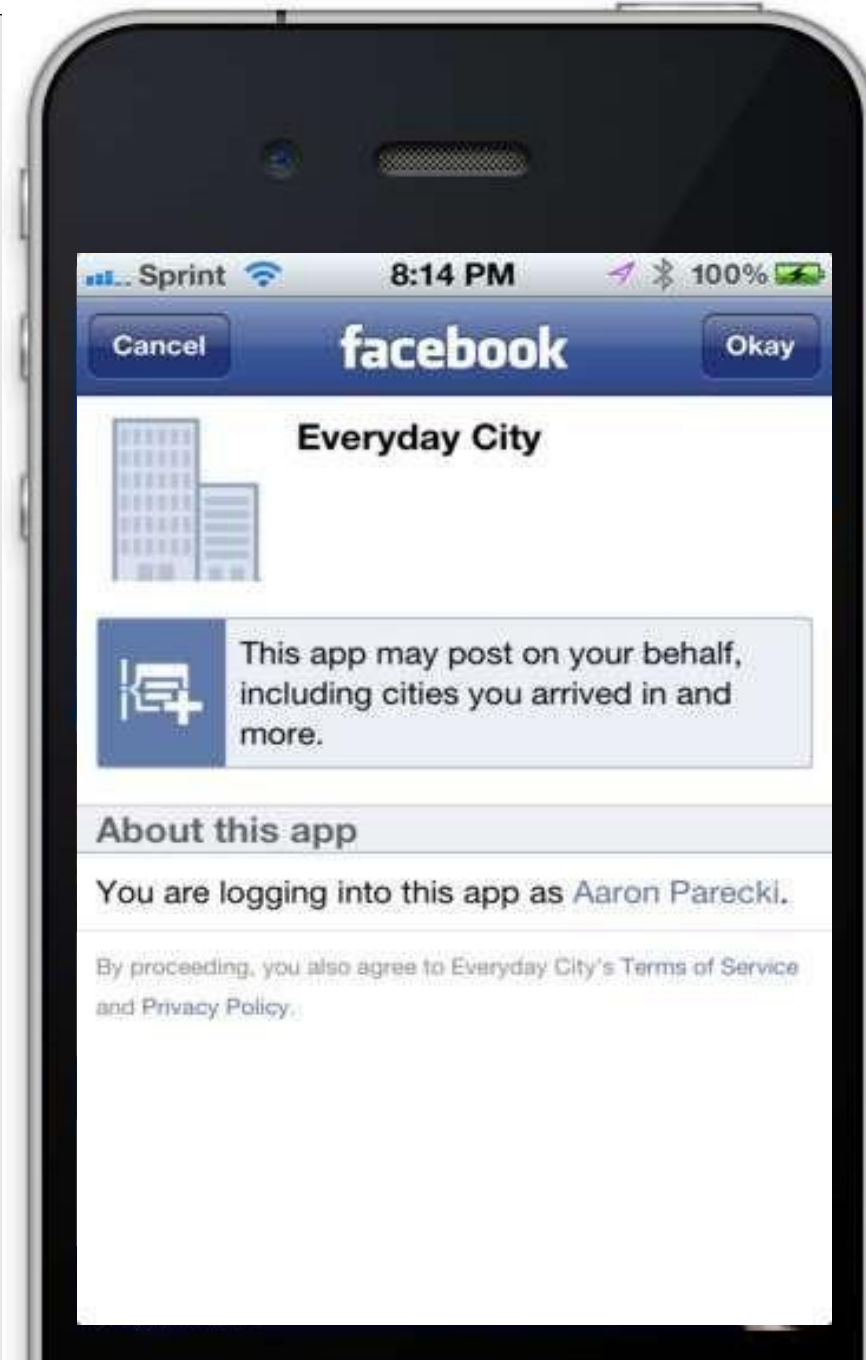 Sprint 8:14 PM 100%
Cancel facebook Okay
Everyday City
This app may post on your behalf,
including cities you arrived in and
more.
About this app
You are logging into this app as Aaron Parecki.
By proceeding, you also agree to Everyday City's Terms of Service
and Privacy Policy.